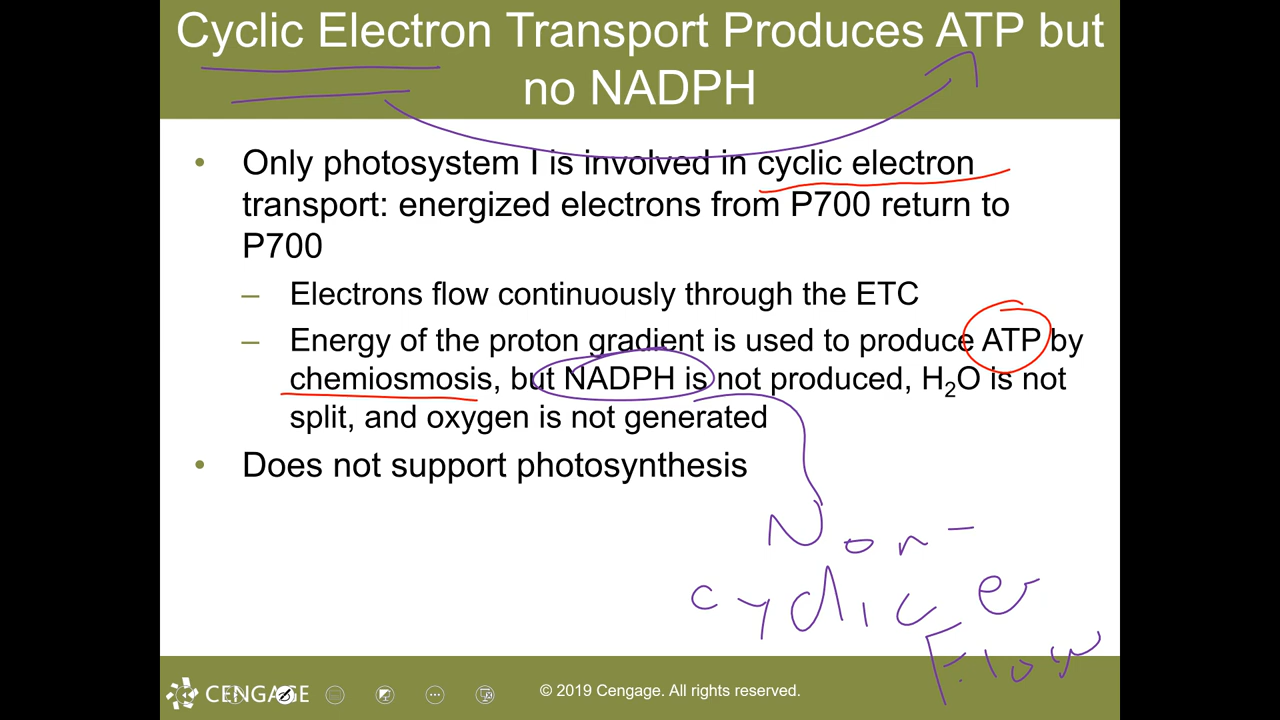 Cyclic Electron Transport Produces ATP but
no NADPH
• Only photosystem I is involved in cyclic electron
transport: energized electrons from P700 return to
P700
– Electrons flow continuously through the ETC
– Energy of the proton gradient is used to produce ATP by
chemiosmosis, but NADPH is not produced, H₂O is not
split, and oxygen is not generated
• Does not support photosynthesis
Non-
cyclic e-
Flow
CENGAGE
© 2019 Cengage. All rights reserved.